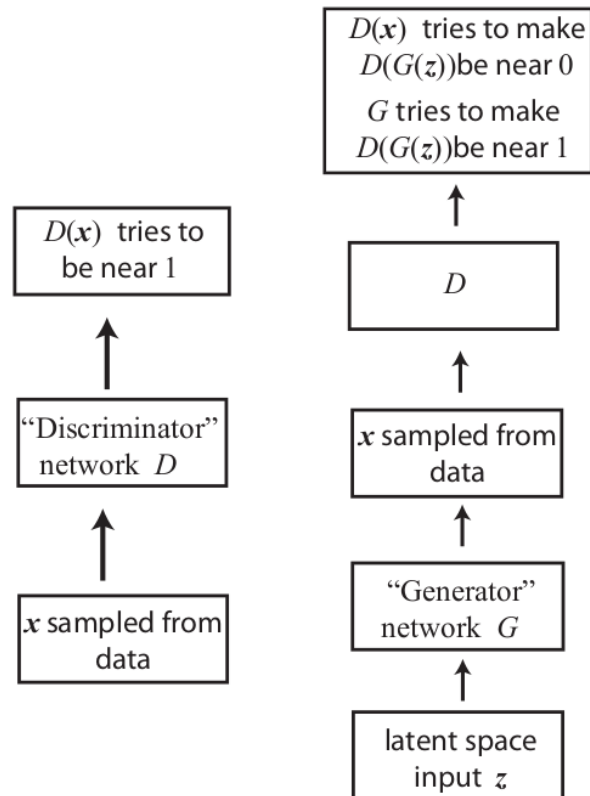 D(x) tries to
be near 1
“Discriminator”
network D
x sampled from
data
D(x) tries to make
D(G(z))be near 0
G tries to make
D(G(z))be near 1
D
x sampled from
data
“Generator”
network G
latent space
input z